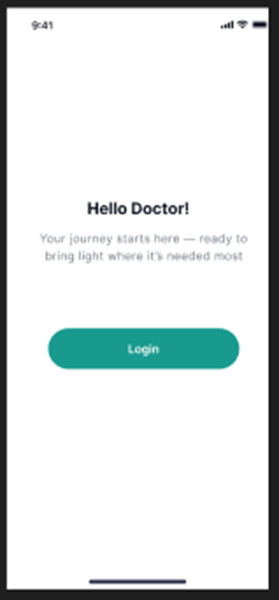 9:41
Hello Doctor!
Your journey starts here — ready to
bring light where it's needed most
Login